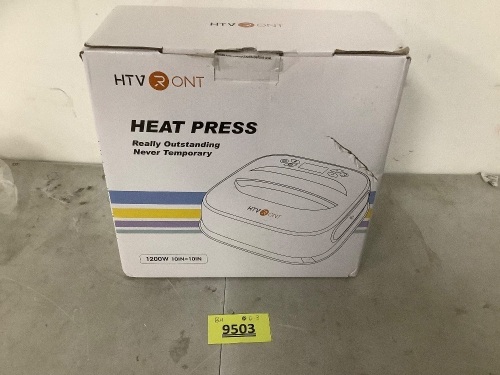 HTVRONT
HEAT PRESS
Really Outstanding
Never Temporary
HTVRONT
1200W 10IN×10IN
9503